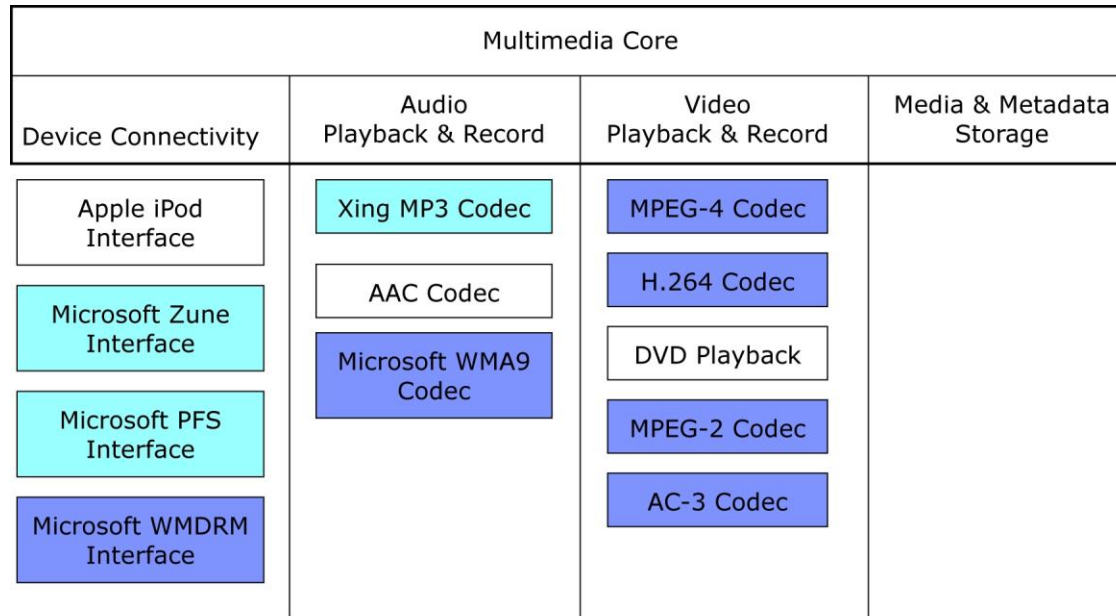 Multimedia Core
Device Connectivity
Audio
Playback & Record
Video
Playback & Record
Media & Metadata
Storage
Apple iPod
Interface
Microsoft Zune
Interface
Microsoft PFS
Interface
Microsoft WMDRM
Interface
Xing MP3 Codec
AAC Codec
Microsoft WMA9
Codec
MPEG-4 Codec
H.264 Codec
DVD Playback
MPEG-2 Codec
AC-3 Codec